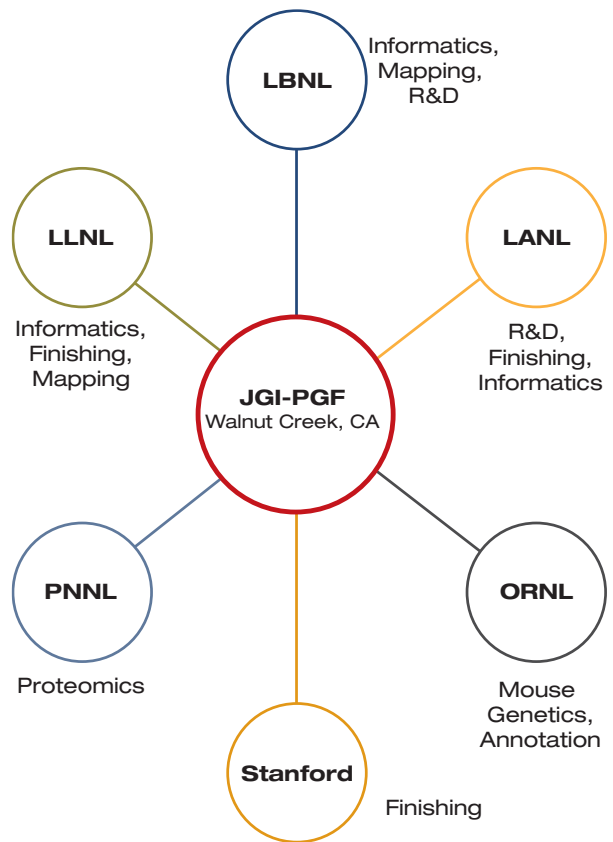 LBNL
Informatics,
Mapping,
R&D
LLNL
Informatics,
Finishing,
Mapping
LANL
R&D,
Finishing,
Informatics
JGI-PGF
Walnut Creek, CA
PNNL
Proteomics
ORNL
Mouse
Genetics,
Annotation
Stanford
Finishing